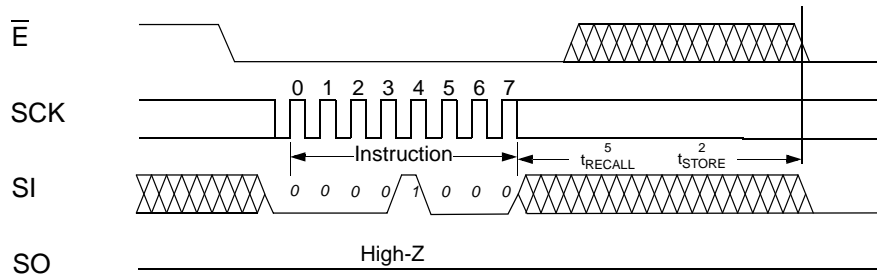 E
SCK
0 1 2 3 4 5 6 7
Instruction
5
tRECALL
2
tSTORE
SI
0 0 0 0 1 0 0 0
High-Z
SO